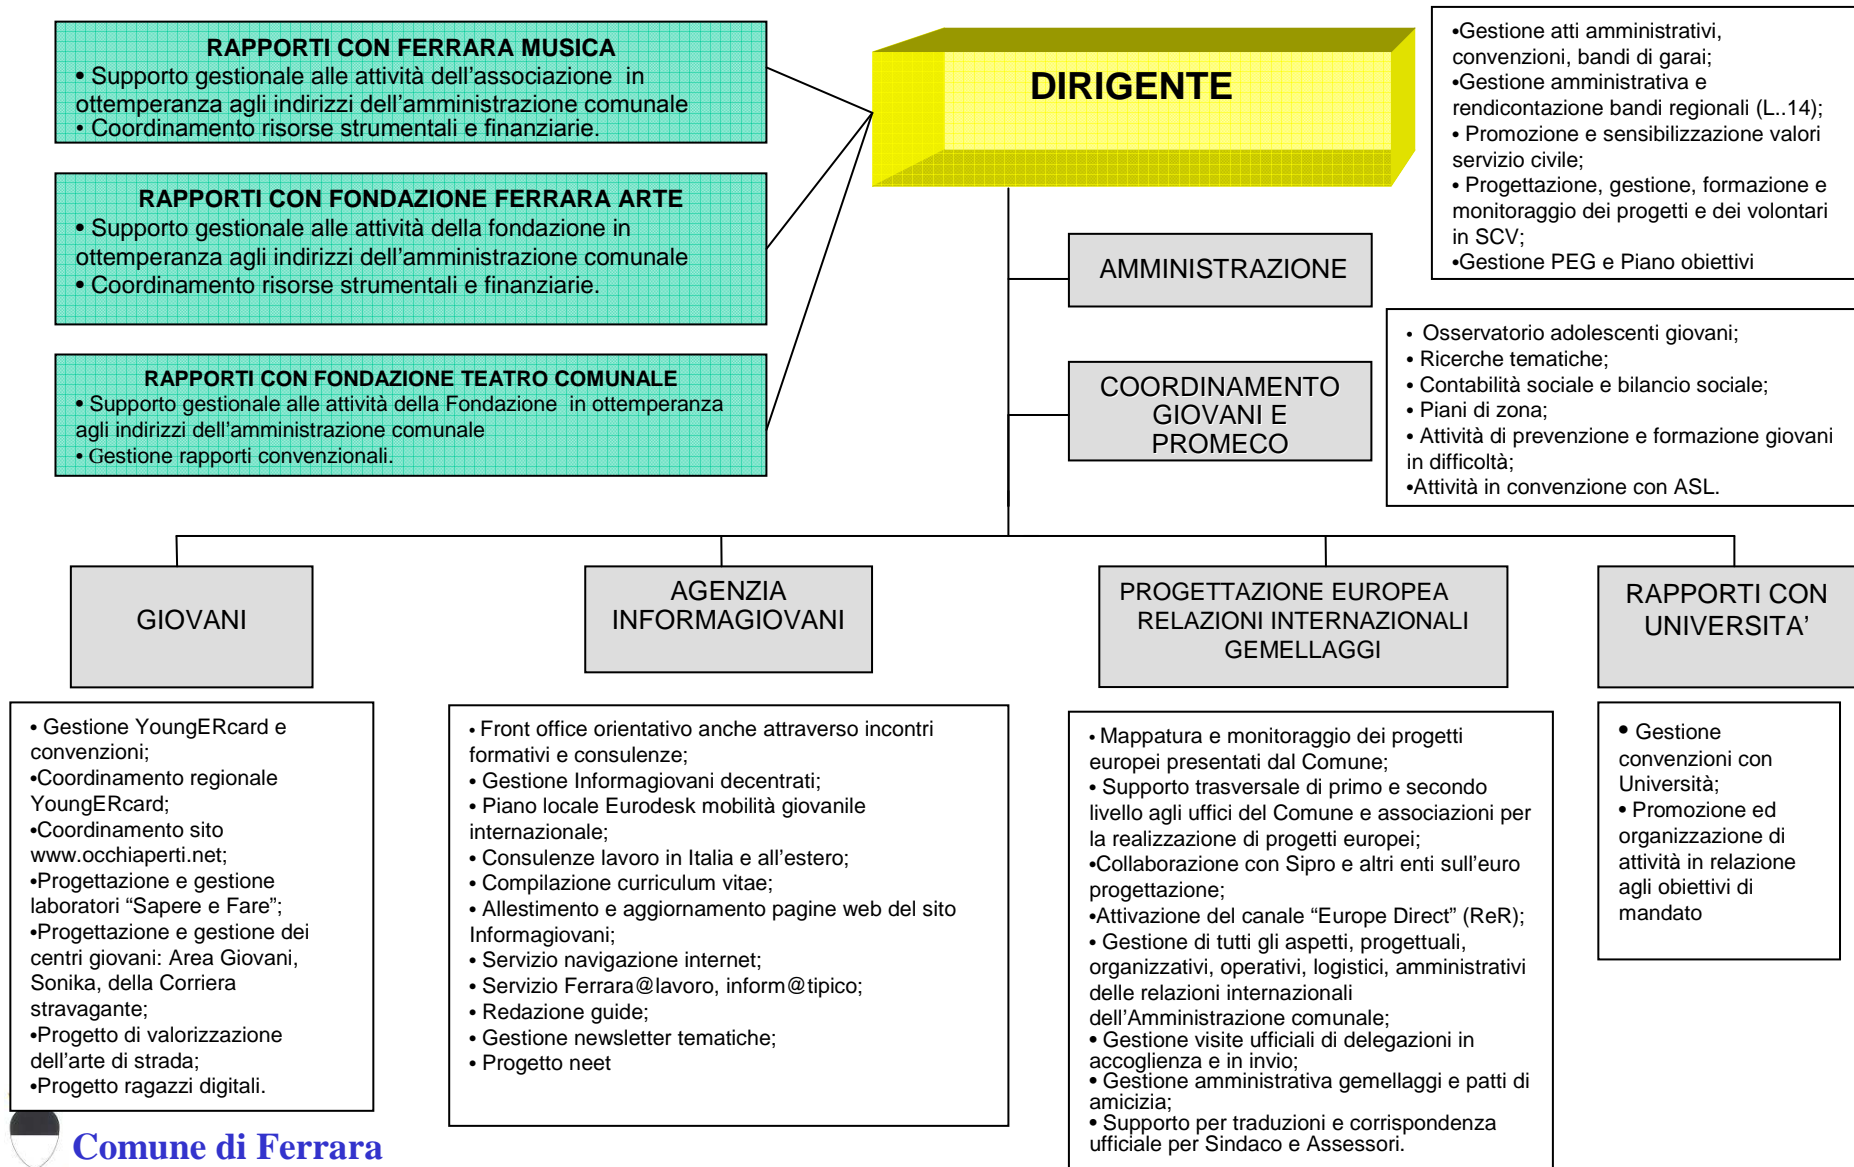 RAPPORTI CON FERRARA MUSICA
• Supporto gestionale alle attività dell’associazione in
ottemperanza agli indirizzi dell’amministrazione comunale
• Coordinamento risorse strumentali e finanziarie.
RAPPORTI CON FONDAZIONE FERRARA ARTE
• Supporto gestionale alle attività della fondazione in
ottemperanza agli indirizzi dell’amministrazione comunale
• Coordinamento risorse strumentali e finanziarie.
RAPPORTI CON FONDAZIONE TEATRO COMUNALE
• Supporto gestionale alle attività della Fondazione in ottemperanza
agli indirizzi dell’amministrazione comunale
• Gestione rapporti convenzionali.
DIRIGENTE
•Gestione atti amministrativi,
convenzioni, bandi di garai;
•Gestione amministrativa e
rendicontazione bandi regionali (L..14);
• Promozione e sensibilizzazione valori
servizio civile;
• Progettazione, gestione, formazione e
monitoraggio dei progetti e dei volontari
in SCV;
•Gestione PEG e Piano obiettivi
AMMINISTRAZIONE
COORDINAMENTO
GIOVANI E
PROMECO
• Osservatorio adolescenti giovani;
• Ricerche tematiche;
• Contabilità sociale e bilancio sociale;
• Piani di zona;
• Attività di prevenzione e formazione giovani
in difficoltà;
•Attività in convenzione con ASL.
GIOVANI
• Gestione YoungERcard e
convenzioni;
•Coordinamento regionale
YoungERcard;
•Coordinamento sito
www.occhiaperti.net;
•Progettazione e gestione
laboratori “Sapere e Fare”;
•Progettazione e gestione dei
centri giovani: Area Giovani,
Sonika, della Corriera
stravagante;
•Progetto di valorizzazione
dell’arte di strada;
•Progetto ragazzi digitali.
AGENZIA
INFORMAGIOVANI
• Front office orientativo anche attraverso incontri
formativi e consulenze;
• Gestione Informagiovani decentrati;
• Piano locale Eurodesk mobilità giovanile
internazionale;
• Consulenze lavoro in Italia e all’estero;
• Compilazione curriculum vitae;
• Allestimento e aggiornamento pagine web del sito
Informagiovani;
• Servizio navigazione internet;
• Servizio Ferrara@lavoro, inform@tipico;
• Redazione guide;
• Gestione newsletter tematiche;
• Progetto neet
PROGETTAZIONE EUROPEA
RELAZIONI INTERNAZIONALI
GEMELLAGGI
• Mappatura e monitoraggio dei progetti
europei presentati dal Comune;
• Supporto trasversale di primo e secondo
livello agli uffici del Comune e associazioni per
la realizzazione di progetti europei;
•Collaborazione con Sipro e altri enti sull’euro
progettazione;
•Attivazione del canale “Europe Direct” (ReR);
• Gestione di tutti gli aspetti, progettuali,
organizzativi, operativi, logistici, amministrativi
delle relazioni internazionali
dell’Amministrazione comunale;
• Gestione visite ufficiali di delegazioni in
accoglienza e in invio;
• Gestione amministrativa gemellaggi e patti di
amicizia;
• Supporto per traduzioni e corrispondenza
ufficiale per Sindaco e Assessori.
RAPPORTI CON
UNIVERSITA’
• Gestione
convenzioni con
Università;
• Promozione ed
organizzazione di
attività in relazione
agli obiettivi di
mandato
Comune di Ferrara